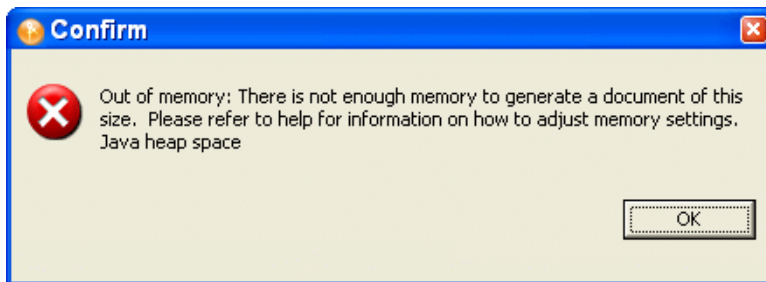 Confirm
Out of memory: There is not enough memory to generate a document of this
size.  Please refer to help for information on how to adjust memory settings.
Java heap space
OK